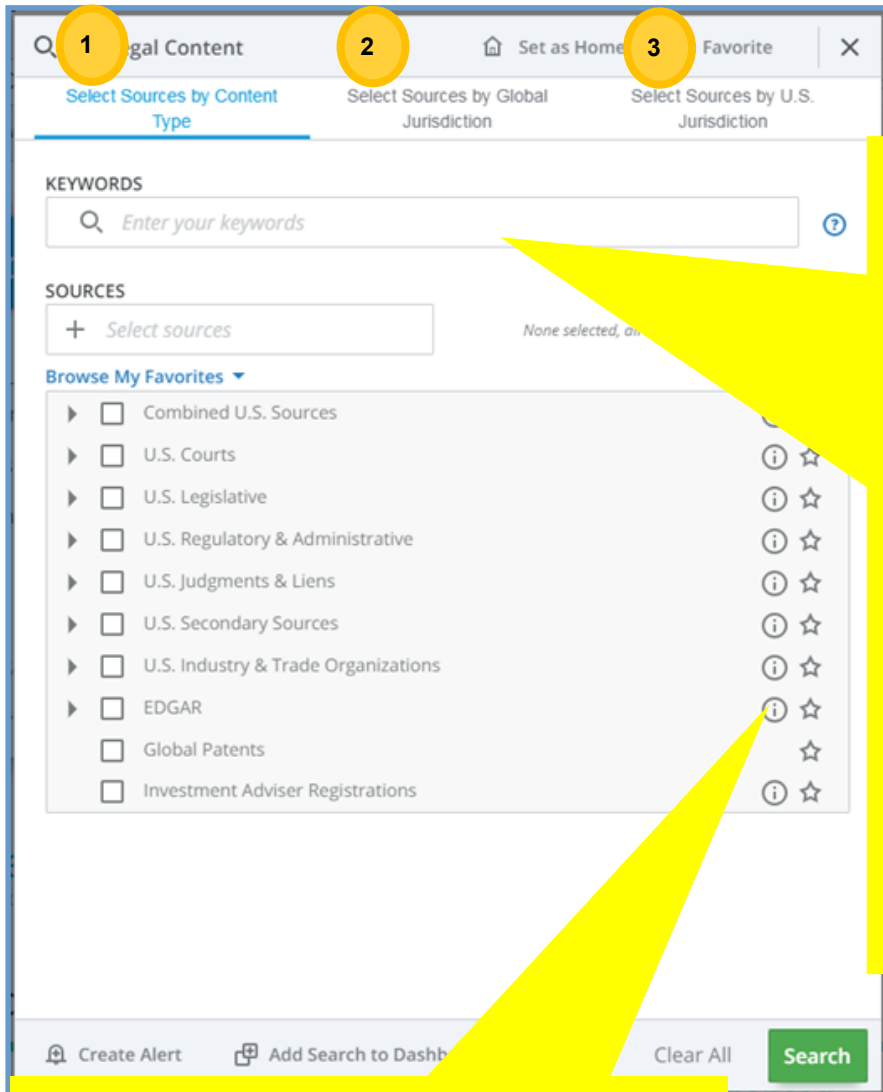 1 egal Content 2 Set as Home 3 Favorite
Select Sources by Content Select Sources by Global Select Sources by U.S.
Type Jurisdiction Jurisdiction
KEYWORDS
Enter your keywords
SOURCES
Select sources None selected,
Browse My Favorites
Combined U.S. Sources
U.S. Courts
U.S. Legislative
U.S. Regulatory & Administrative
U.S. Judgments & Liens
U.S. Secondary Sources
U.S. Industry & Trade Organizations
EDGAR
Global Patents
Investment Adviser Registrations
Create Alert Add Search to Dashb Clear All Search